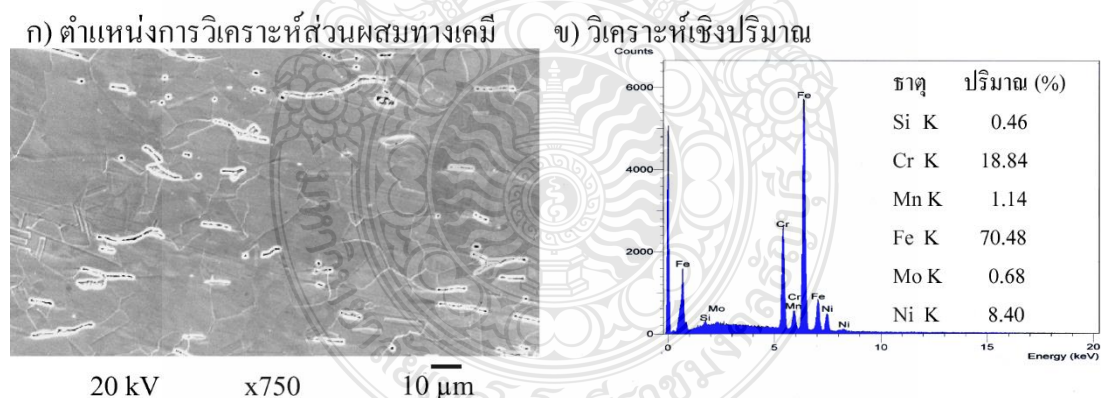 ก) ตำแหน่งการวิเคราะห์ส่วนผสมทางเคมี
20 kV x750 10 µm
ข) วิเคราะห์เชิงปริมาณ
Counts
6000
4000
2000
0
Fe
Si
Mo
Cr
Cr
Mn
Fe
Fe
Ni
Ni
0 5 10 15 20
Energy (keV)
ธาตุ ปริมาณ (%)
Si K 0.46
Cr K 18.84
Mn K 1.14
Fe K 70.48
Mo K 0.68
Ni K 8.40